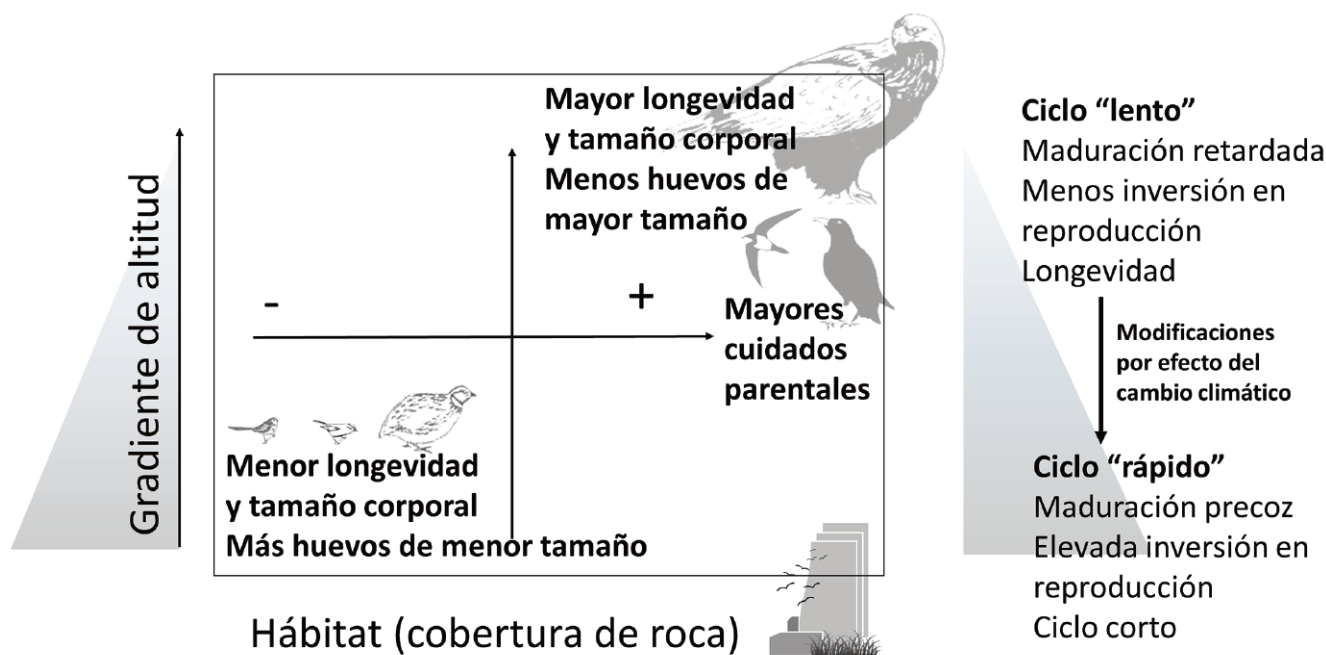 Gradiente de altitud
Mayor longevidad
y tamaño corporal
Menos huevos de
mayor tamaño
-
+
Mayores
cuidados
parentales
Menor longevidad
y tamaño corporal
Más huevos de menor tamaño
Hábitat (cobertura de roca)
Ciclo “lento”
Maduración retardada
Menos inversión en
reproducción
Longevidad
Modificaciones
por efecto del
cambio climático
Ciclo “rápido”
Maduración precoz
Elevada inversión en
reproducción
Ciclo corto